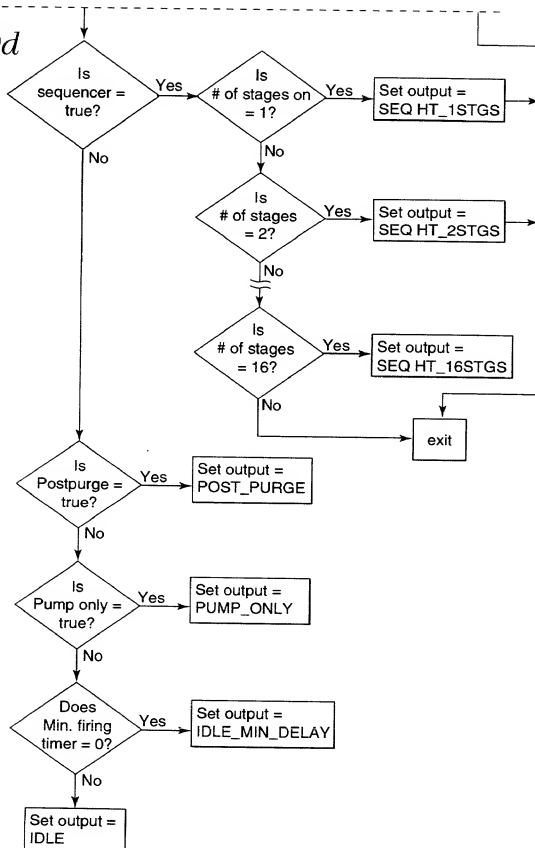 d
Is
sequencer =
true?
Yes
Is
# of stages on
= 1?
Yes
Set output =
SEQ HT_1STGS
No
No
Is
# of stages
= 2?
Yes
Set output =
SEQ HT_2STGS
No
Is
# of stages
= 16?
Yes
Set output =
SEQ HT_16STGS
No
exit
Is
Postpurge =
true?
Yes
Set output =
POST_PURGE
No
Is
Pump only =
true?
Yes
Set output =
PUMP_ONLY
No
Does
Min. firing
timer = 0?
Yes
Set output =
IDLE_MIN_DELAY
No
Set output =
IDLE